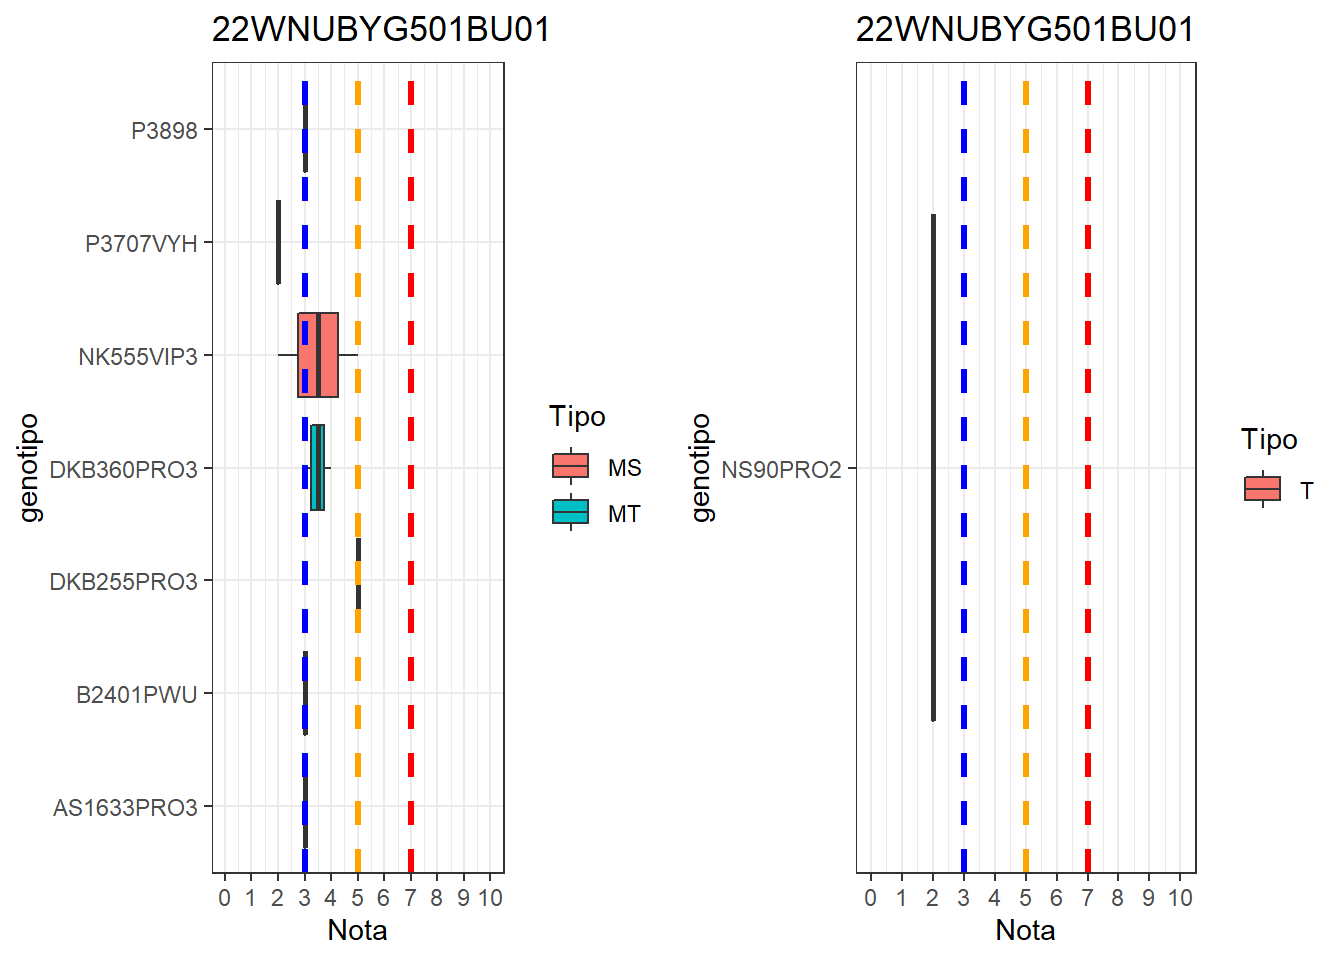 22WNUBYG501BU01
genotipo
P3898
P3707VYH
NK555VIP3
DKB360PRO3
DKB255PRO3
B2401PWU
AS1633PRO3
0 1 2 3 4 5 6 7 8 9 10
Nota
Tipo
MS
MT
22WNUBYG501BU01
genotipo
NS90PRO2
0 1 2 3 4 5 6 7 8 9 10
Nota
Tipo
T